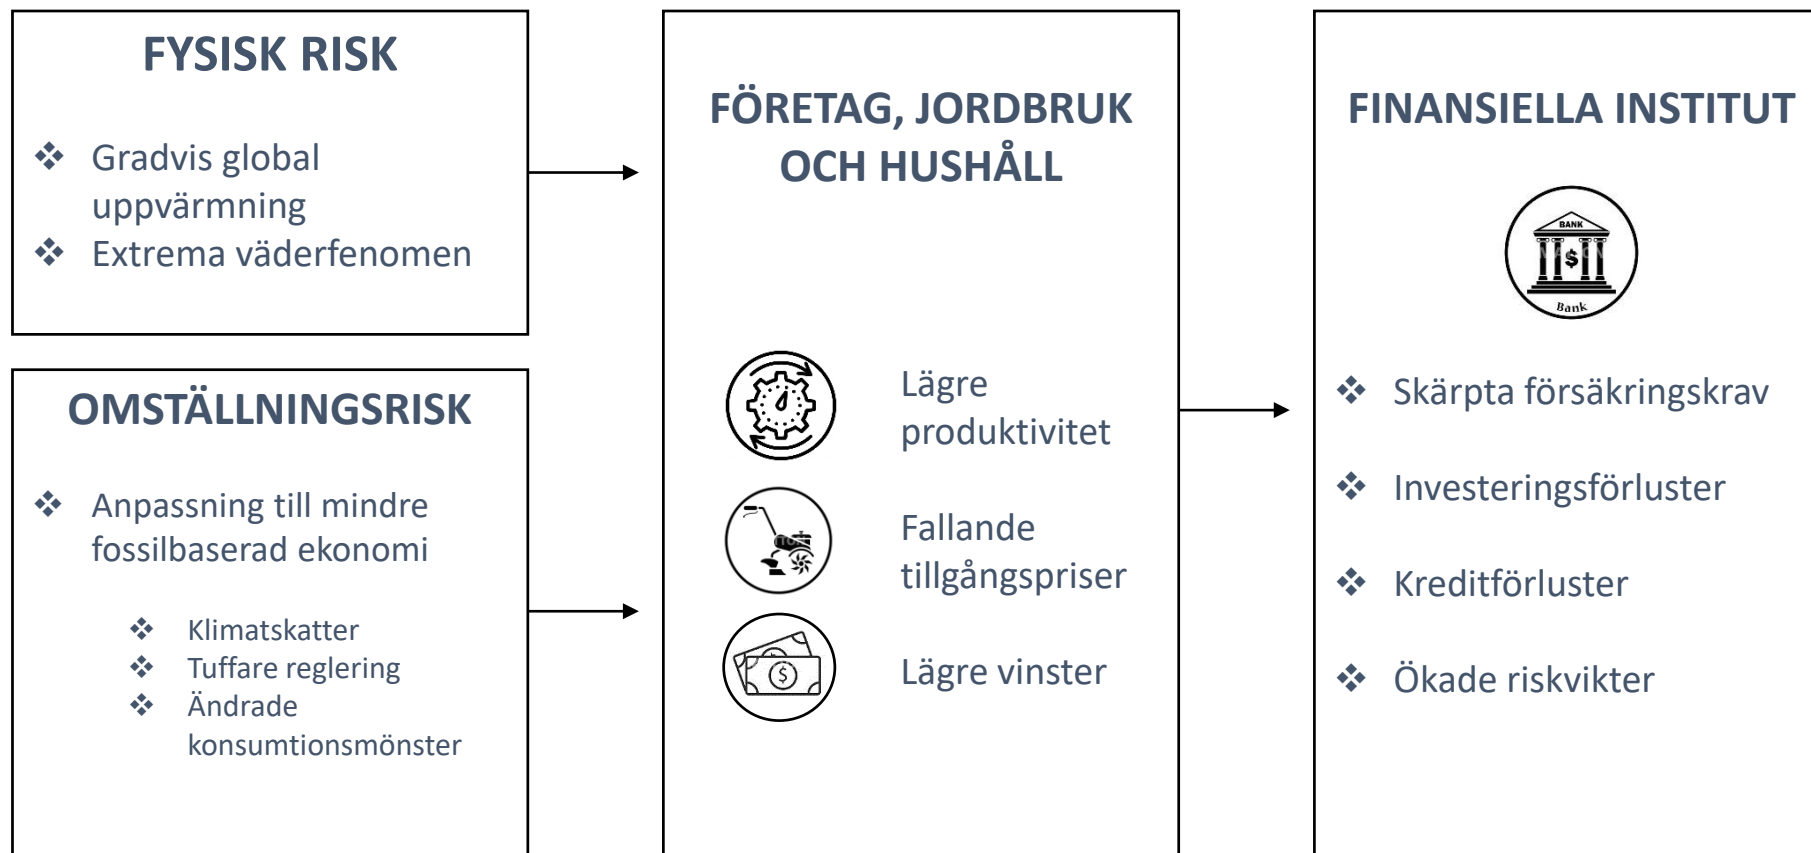 FYSISK RISK
❖ Gradvis global
uppvärmning
❖ Extrema väderfenomen
OMSTÄLLNINGSRISK
❖ Anpassning till mindre
fossilbaserad ekonomi
❖ Klimatskatter
❖ Tuffare reglering
❖ Ändrade
konsumtionsmönster
FÖRETAG, JORDBRUK
OCH HUSHÅLL
Lägre
produktivitet
Fallande
tillgångspriser
$
Lägre vinster
FINANSIELLA INSTITUT
BANK
$
Bank
❖ Skärpta försäkringskrav
❖ Investeringsförluster
❖ Kreditförluster
❖ Ökade riskvikter